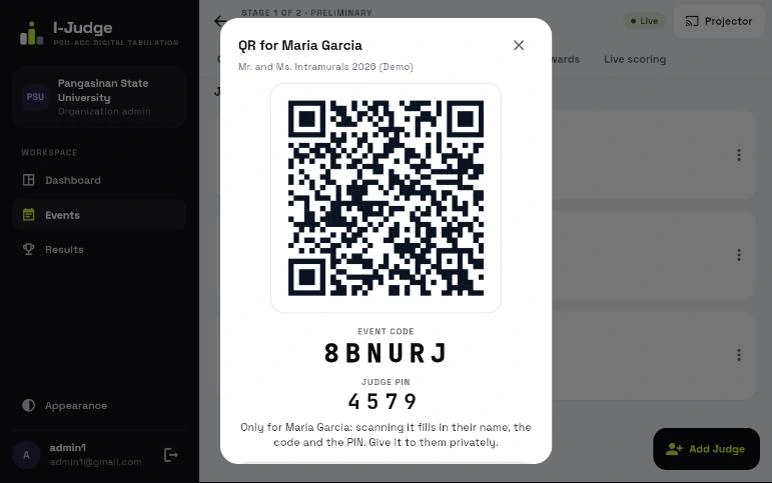 I-Judge
PSU-ACC DIGITAL TABULATION
PSU
Pangasinan State
University
Organization admin
WORKSPACE
Dashboard
Events
Results
Appearance
A
admin1
admin1@gmail.com
STAGE 1 OF 2 · PRELIMINARY
Live
Projector
Live scoring
QR for Maria Garcia
Mr. and Ms. Intramurals 2026 (Demo)
EVENT CODE
8BNURJ
JUDGE PIN
4579
Only for Maria Garcia: scanning it fills in their name, the
code and the PIN. Give it to them privately.
Add Judge